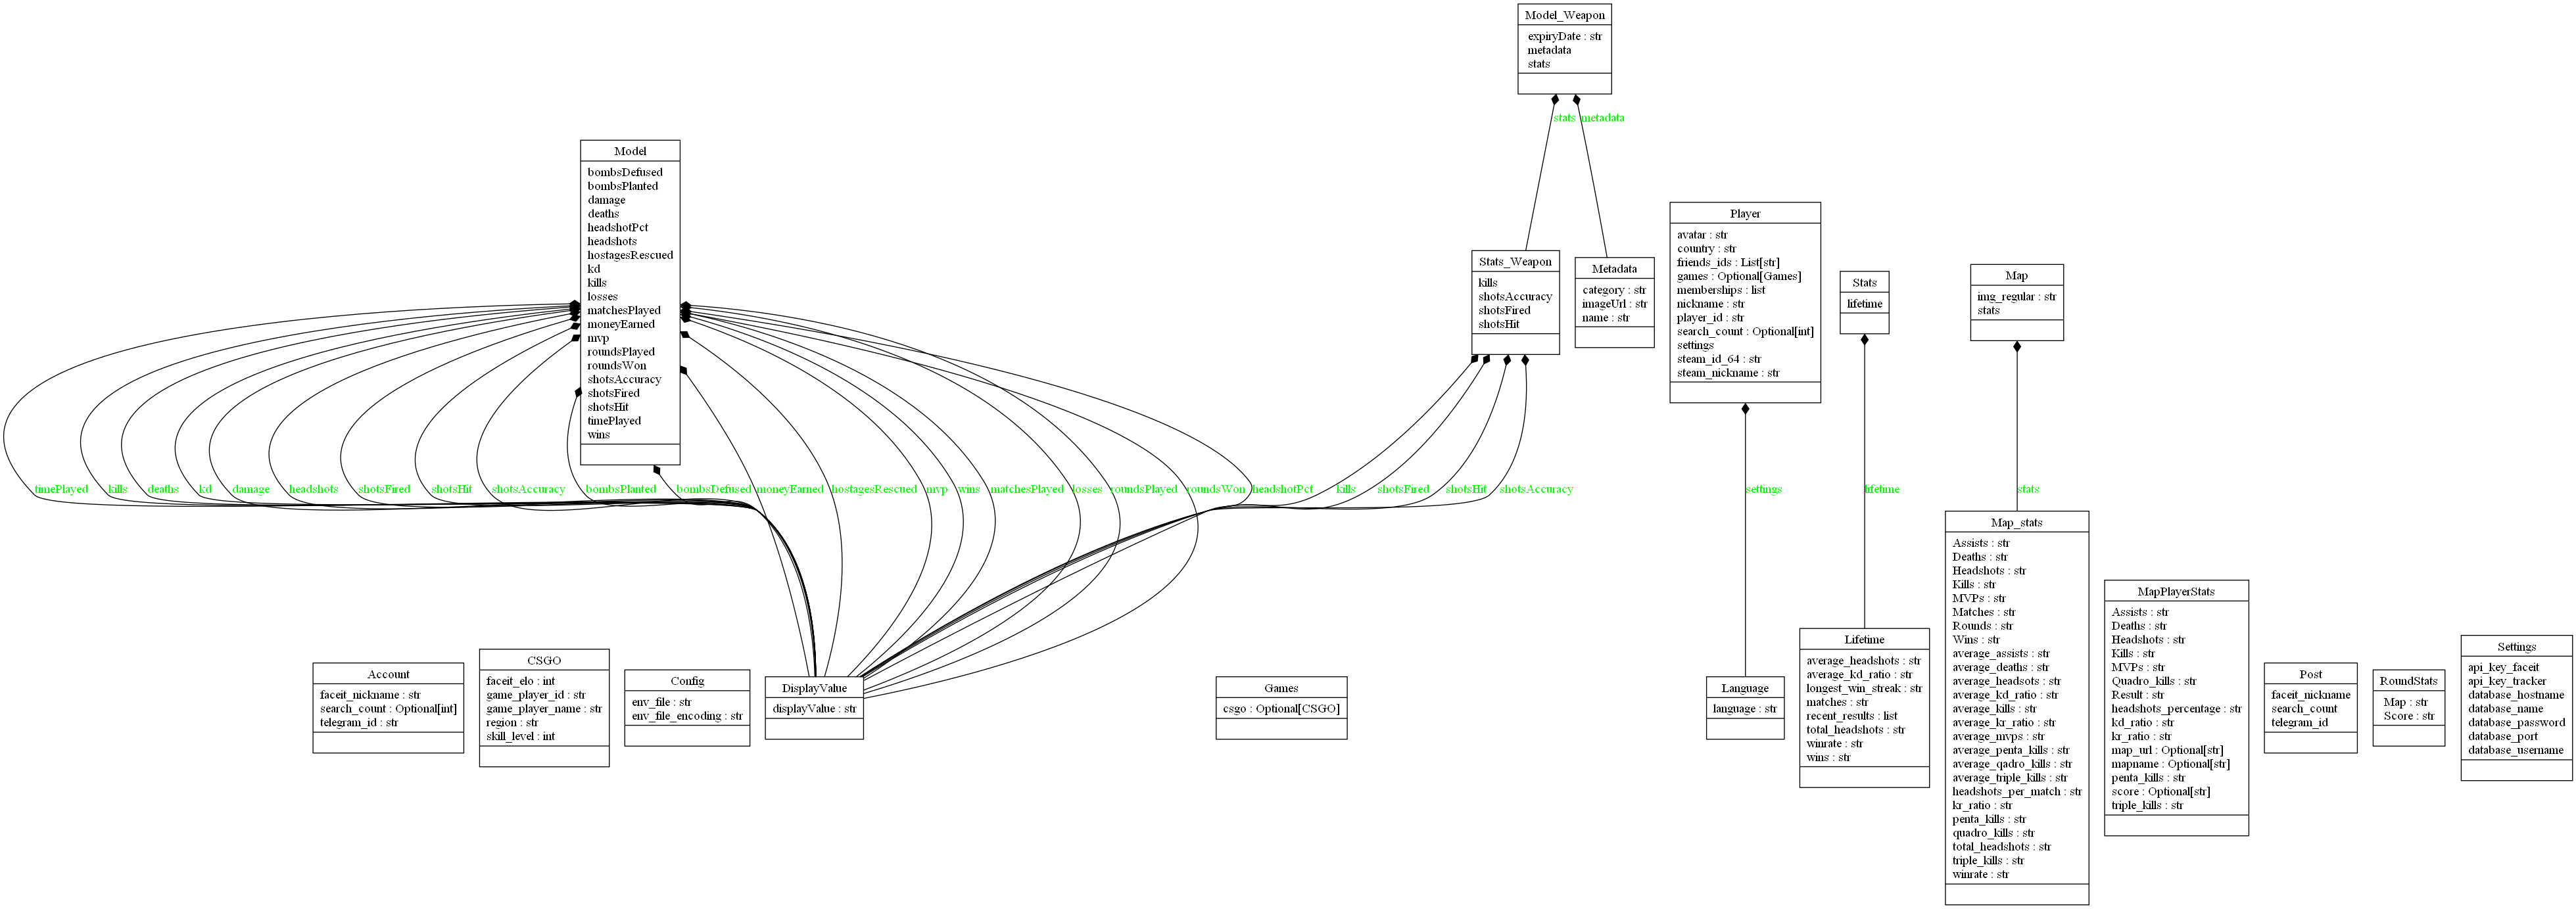 Model_Weapon
expiryDate : str
metadata
stats
stats
metadata
Model
bombsDefused
bombsPlanted
damage
deaths
headshotPct
headshots
hostagesRescued
kd
kills
losses
matchesPlayed
moneyEarned
mvp
roundsPlayed
roundsWon
shotsAccuracy
shotsFired
shotsHit
timePlayed
wins
Stats_Weapon
kills
shotsAccuracy
shotsFired
shotsHit
Metadata
category : str
imageUrl : str
name : str
Player
avatar : str
country : str
friends_ids : List[str]
games : Optional[Games]
memberships : list
nickname : str
player_id : str
search_count : Optional[int]
settings
steam_id_64 : str
steam_nickname : str
Stats
lifetime
Map
img_regular : str
stats
timePlayed
kills
deaths
kd
damage
headshots
shotsFired
shotsHit
shotsAccuracy
bombsPlanted
bombsDefused
moneyEarned
hostagesRescued
mvp
wins
matchesPlayed
losses
roundsPlayed
roundsWon
headshotPct
kills
shotsFired
shotsHit
shotsAccuracy
settings
lifetime
stats
Account
faceit_nickname : str
search_count : Optional[int]
telegram_id : str
CSGO
faceit_elo : int
game_player_id : str
game_player_name : str
region : str
skill_level : int
Config
env_file : str
env_file_encoding : str
DisplayValue
displayValue : str
Games
csgo : Optional[CSGO]
Language
language : str
Lifetime
average_headshots : str
average_kd_ratio : str
longest_win_streak : str
matches : str
recent_results : list
total_headshots : str
winrate : str
wins : str
Map_stats
Assists : str
Deaths : str
Headshots : str
Kills : str
MVPs : str
Matches : str
Rounds : str
Wins : str
average_assists : str
average_deaths : str
average_headsots : str
average_kd_ratio : str
average_kills : str
average_kr_ratio : str
average_mvps : str
average_penta_kills : str
average_qadro_kills : str
average_triple_kills : str
headshots_per_match : str
kr_ratio : str
penta_kills : str
quadro_kills : str
total_headshots : str
triple_kills : str
winrate : str
MapPlayerStats
Assists : str
Deaths : str
Headshots : str
Kills : str
MVPs : str
Quadro_kills : str
Result : str
headshots_percentage : str
kd_ratio : str
kr_ratio : str
map_url : Optional[str]
mapname : Optional[str]
penta_kills : str
score : Optional[str]
triple_kills : str
Post
faceit_nickname
search_count
telegram_id
RoundStats
Map : str
Score : str
Settings
api_key_faceit
api_key_tracker
database_hostname
database_name
database_password
database_port
database_username